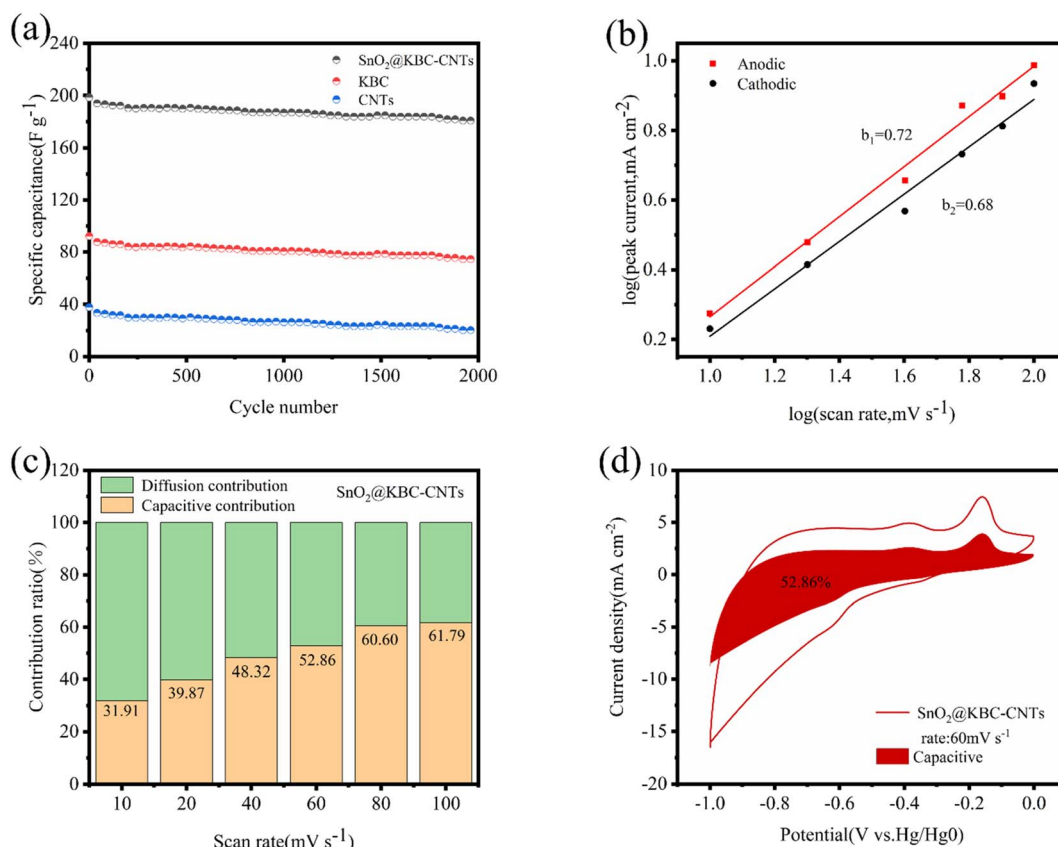 (a)
240
200
160
120
80
40
0
Specific capacitance(F g⁻¹)
SnO₂@KBC-CNTs
KBC
CNTs
0 500 1000 1500 2000
Cycle number
(b)
1.0
0.8
0.6
0.4
0.2
log(peak current,mA cm⁻²)
Anodic
Cathodic
b₁=0.72
b₂=0.68
1.0 1.2 1.4 1.6 1.8 2.0
log(scan rate,mV s⁻¹)
(c)
120
100
80
60
40
20
0
Contribution ratio(%)
Diffusion contribution
Capacitive contribution
SnO₂@KBC-CNTs
31.91
39.87
48.32
52.86
60.60
61.79
10 20 40 60 80 100
Scan rate(mV s⁻¹)
(d)
10
5
0
-5
-10
-15
-20
Current density(mA cm⁻²)
52.86%
SnO₂@KBC-CNTs
rate:60mV s⁻¹
Capacitive
-1.0 -0.8 -0.6 -0.4 -0.2 0.0
Potential(V vs.Hg/Hg0)